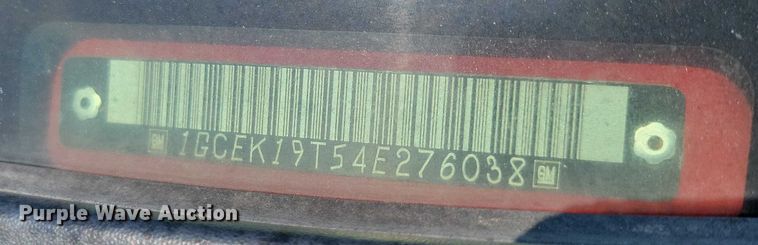 GM 1GCEK19T54E276038 GM
Purple Wave Auction